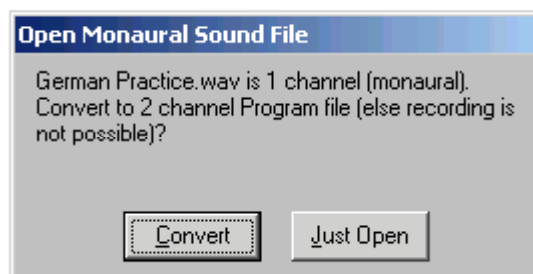 Open Monaural Sound File
German Practice.wav is 1 channel (monaural).
Convert to 2 channel Program file (else recording is
not possible)?
Convert
Just Open